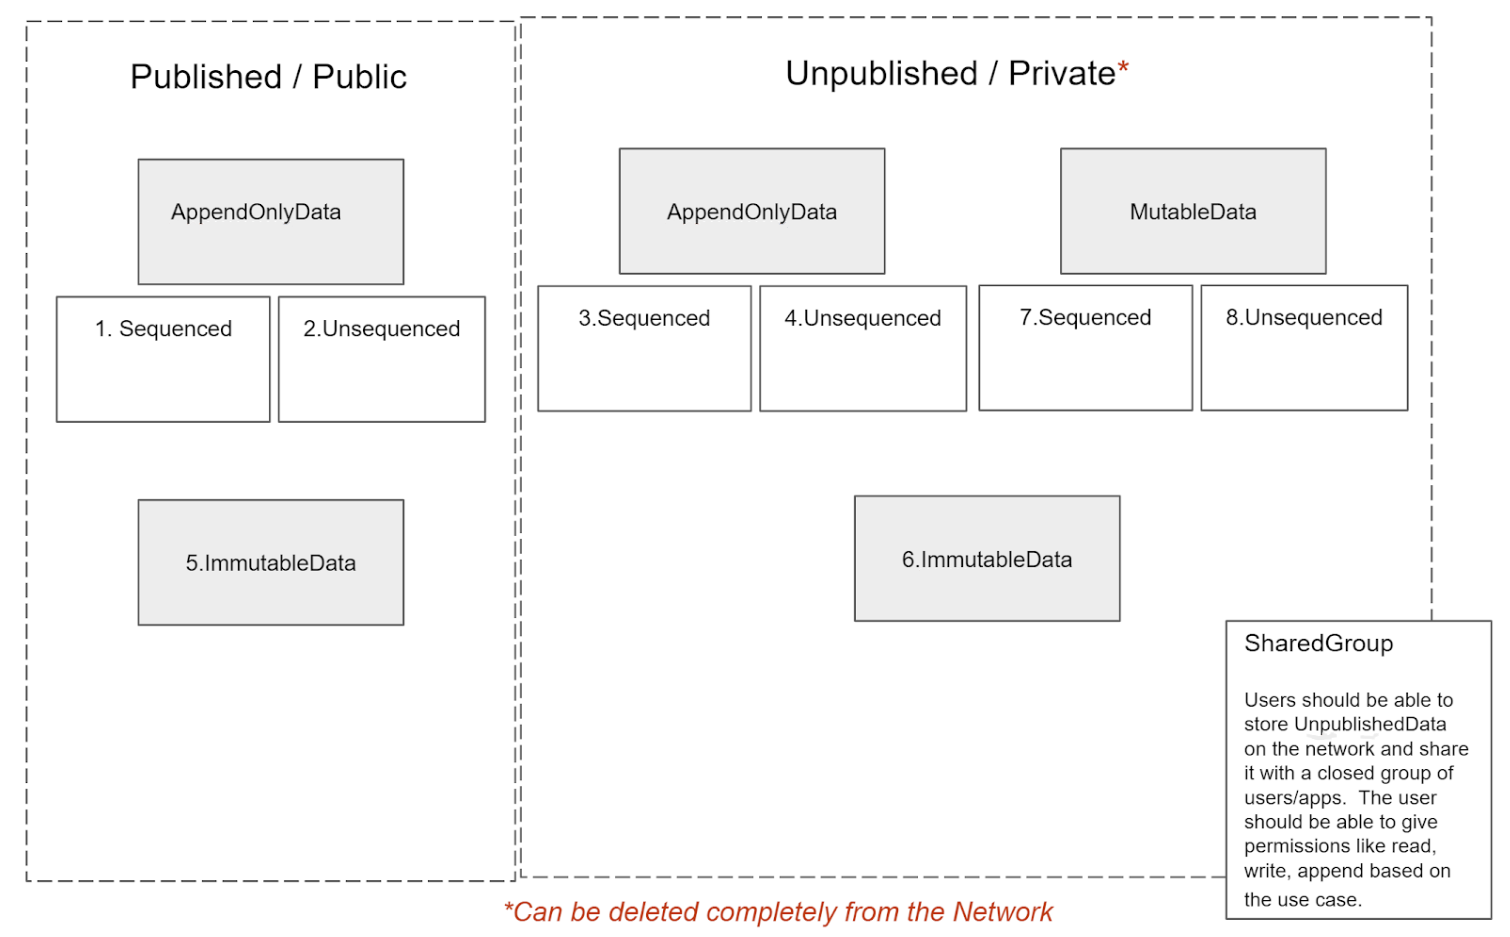 Published / Public
Unpublished / Private*
AppendOnlyData
AppendOnlyData
MutableData
1. Sequenced
2.Unsequenced
3.Sequenced
4.Unsequenced
7.Sequenced
8.Unsequenced
5.ImmutableData
6.ImmutableData
SharedGroup
Users should be able to
store UnpublishedData
on the network and share
it with a closed group of
users/apps.  The user
should be able to give
permissions like read,
write, append based on
the use case.
*Can be deleted completely from the Network